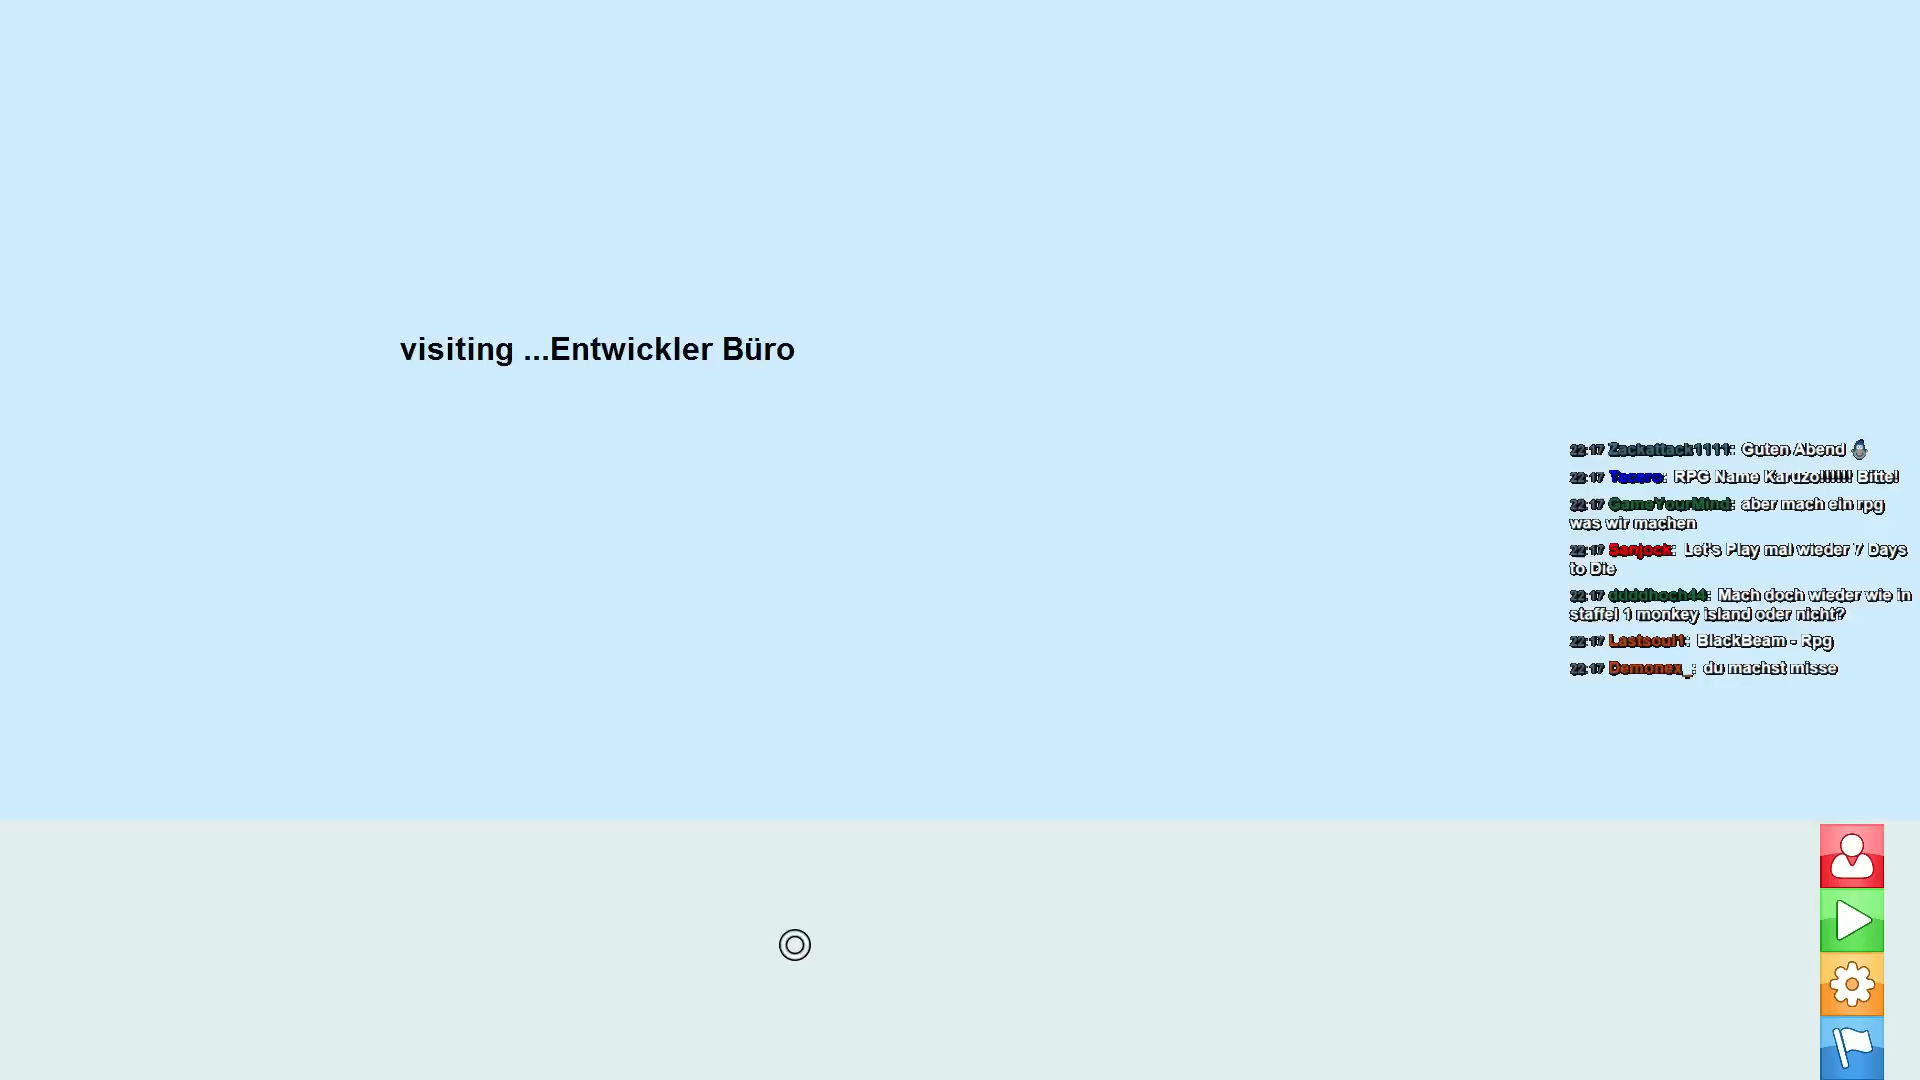 visiting ...Entwickler Büro
22:17 Zackattack1111: Guten Abend
22:17 Tacaro: RPG Name Karuzo!!!!!! Bitte!
22:17 GameYourMind: aber mach ein rpg
was wir machen
22:17 Sanjock: Let's Play mal wieder 7 Days
to Die
22:17 ddddhoch44: Mach doch wieder wie in
staffel 1 monkey island oder nicht?
22:17 Lastsoul1: BlackBeam - Rpg
22:17 Demonex_: du machst misse